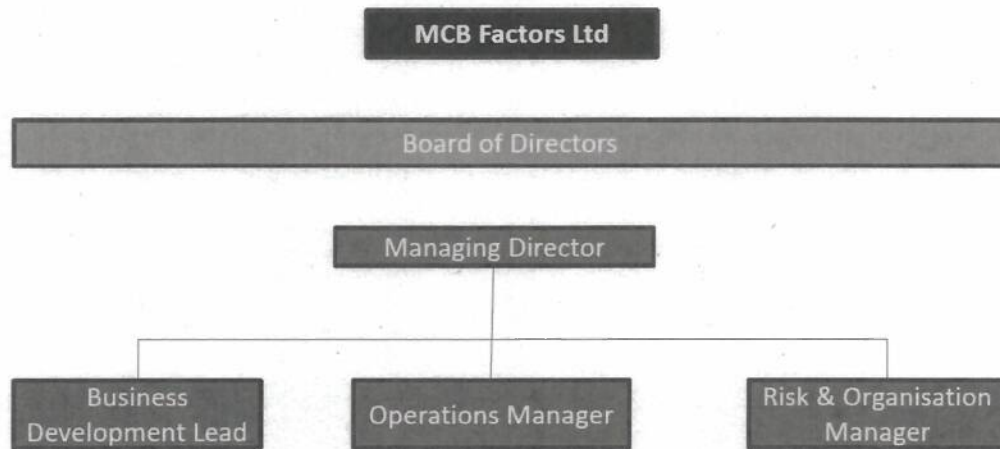 MCB Factors Ltd
Board of Directors
Managing Director
Business
Development Lead
Operations Manager
Risk & Organisation
Manager